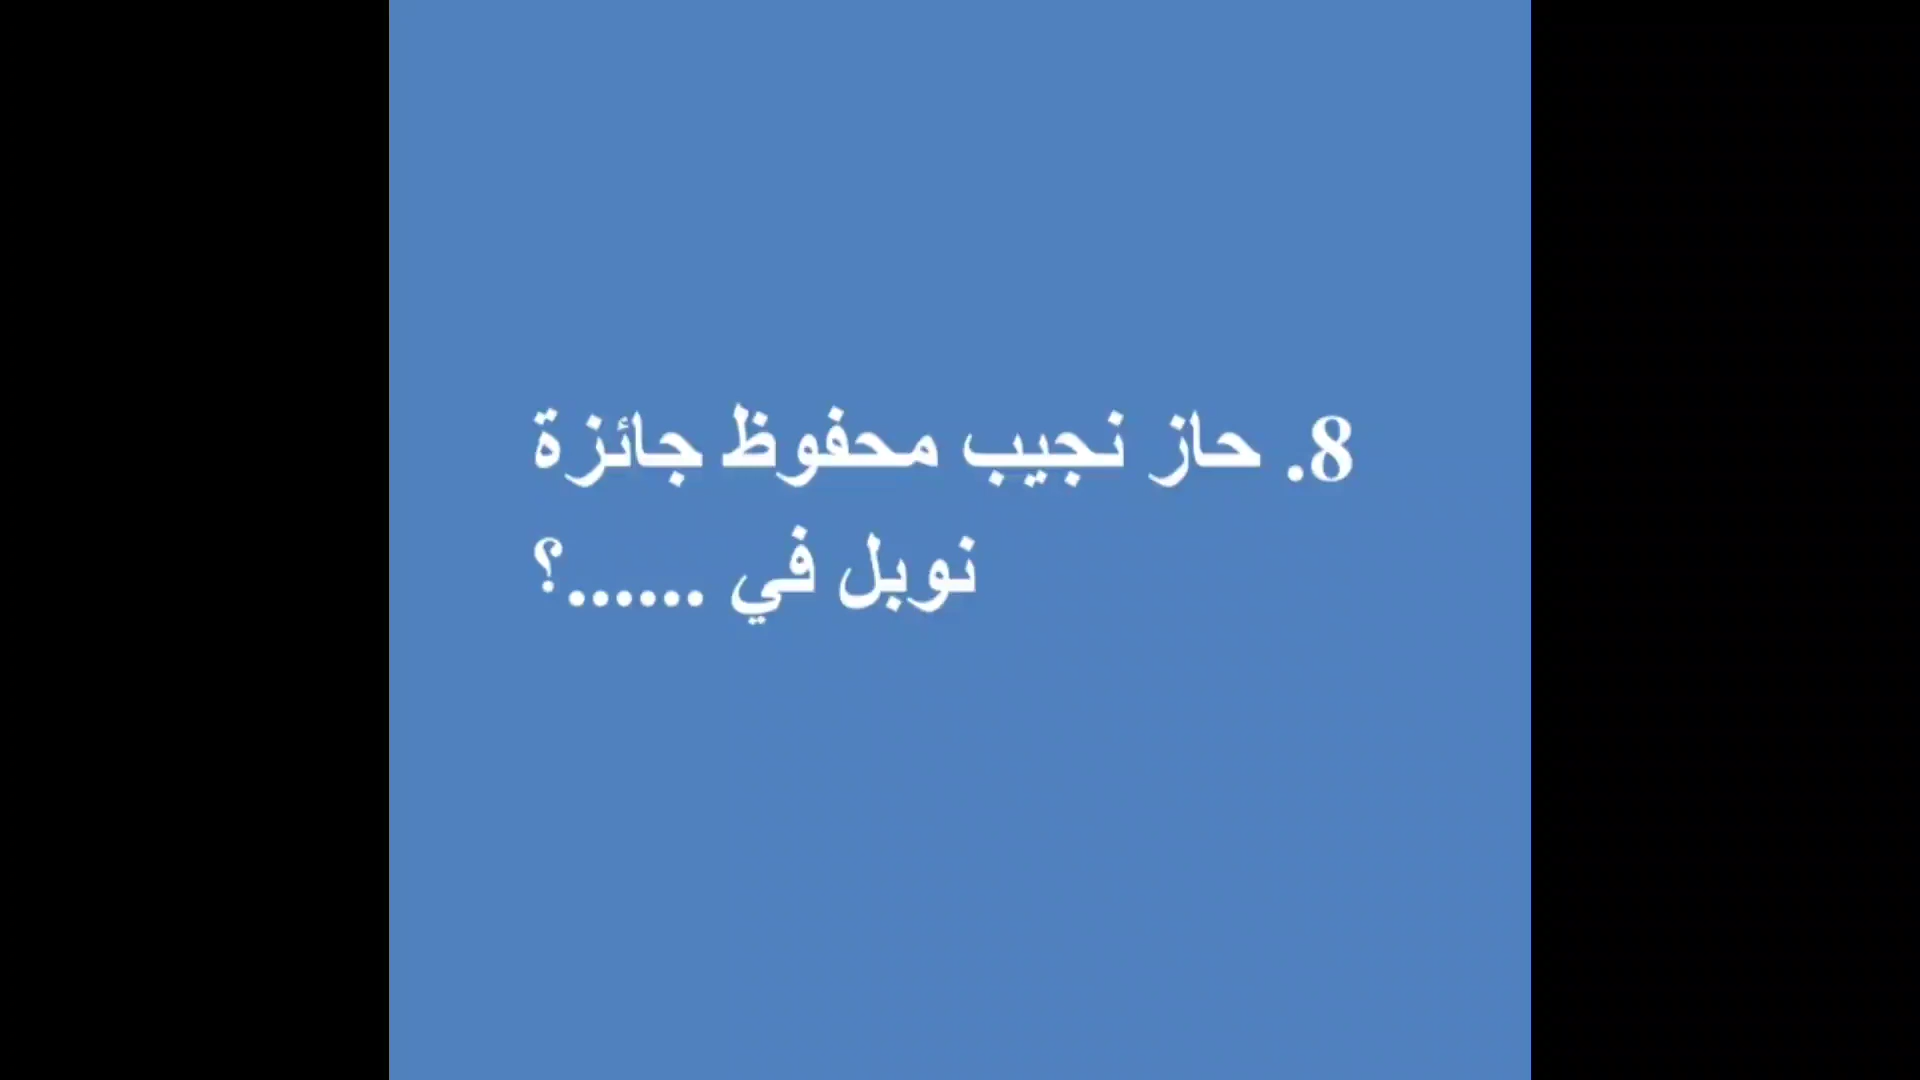 8. حاز نجيب محفوظ جائزة
نوبل في ......؟